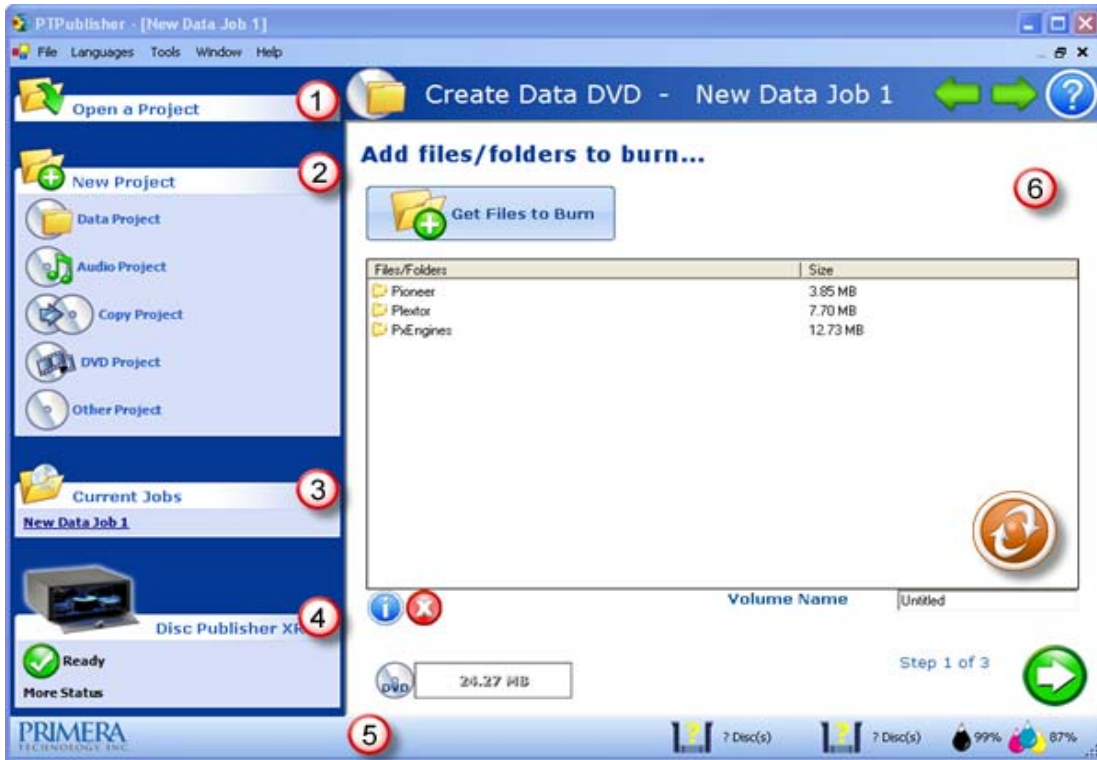 PTPublisher - [New Data Job 1]
File Languages Tools Window Help
Open a Project
1
New Project
2
Data Project
Audio Project
Copy Project
DVD Project
Other Project
Current Jobs
3
New Data Job 1
Disc Publisher XR
4
Ready
More Status
Create Data DVD - New Data Job 1
?
Add files/folders to burn...
6
Get Files to Burn
Files/Folders Size
Pioneer 3.85 MB
Plextor 7.70 MB
PxEngines 12.73 MB
i X
Volume Name Untitled
DVD 24.27 MB
Step 1 of 3
PRIMERA
TECHNOLOGY INC.
5
? ? Disc(s) ? ? Disc(s) 99% 87%